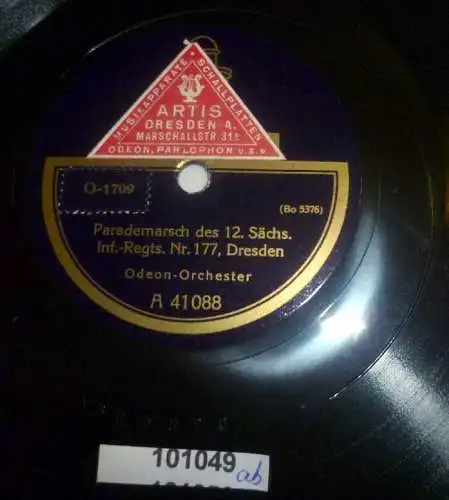 MUSIKAPPARATE SCHALLPLATTEN
ARTIS
DRESDEN A.
MARSCHALLSTR. 31
ODEON, PARLOPHON U.S.W.
O-1709
(Bo 5376)
Parademarsch des 12. Sächs.
Inf.-Regts. Nr. 177, Dresden
Odeon-Orchester
A 41088
101049
ab